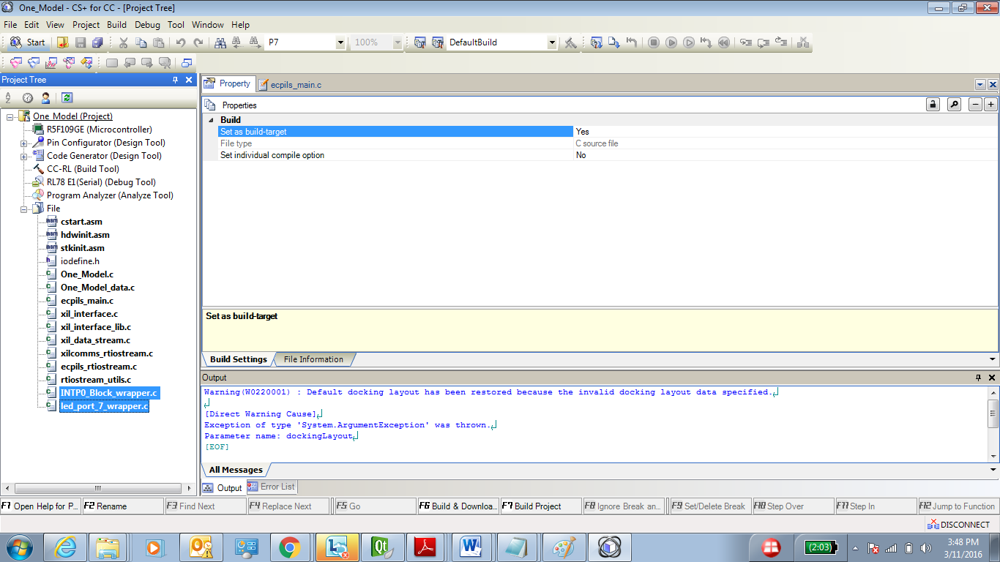 One_Model - CS+ for CC - [Project Tree]
File Edit View Project Build Debug Tool Window Help
Start P7 100% DefaultBuild
Project Tree
One_Model (Project)
R5F109GE (Microcontroller)
Pin Configurator (Design Tool)
Code Generator (Design Tool)
CC-RL (Build Tool)
RL78 E1(Serial) (Debug Tool)
Program Analyzer (Analyze Tool)
File
cstart.asm
hdwinit.asm
stkinit.asm
iodefine.h
One_Model.c
One_Model_data.c
ecpils_main.c
xil_interface.c
xil_interface_lib.c
xil_data_stream.c
xilcomms_rtiostream.c
ecpils_rtiostream.c
rtiostream_utils.c
INTP0_Block_wrapper.c
led_port_7_wrapper.c
Property ecpils_main.c
Properties
Build
Set as build-target Yes
File type C source file
Set individual compile option No
Set as build-target
Build Settings File Information
Output
Warning(W0220001) : Default docking layout has been restored because the invalid docking layout data specified.
[Direct Warning Cause]
Exception of type 'System.ArgumentException' was thrown.
Parameter name: dockingLayout
[EOF]
All Messages
Output Error List
F1 Open Help for P... F2 Rename F3 Find Next F4 Replace Next F5 Go F6 Build & Downloa... F7 Build Project F8 Ignore Break an... F9 Set/Delete Break F10 Step Over F11 Step In F12 Jump to Function
DISCONNECT
(2:03) 3:48 PM
3/11/2016